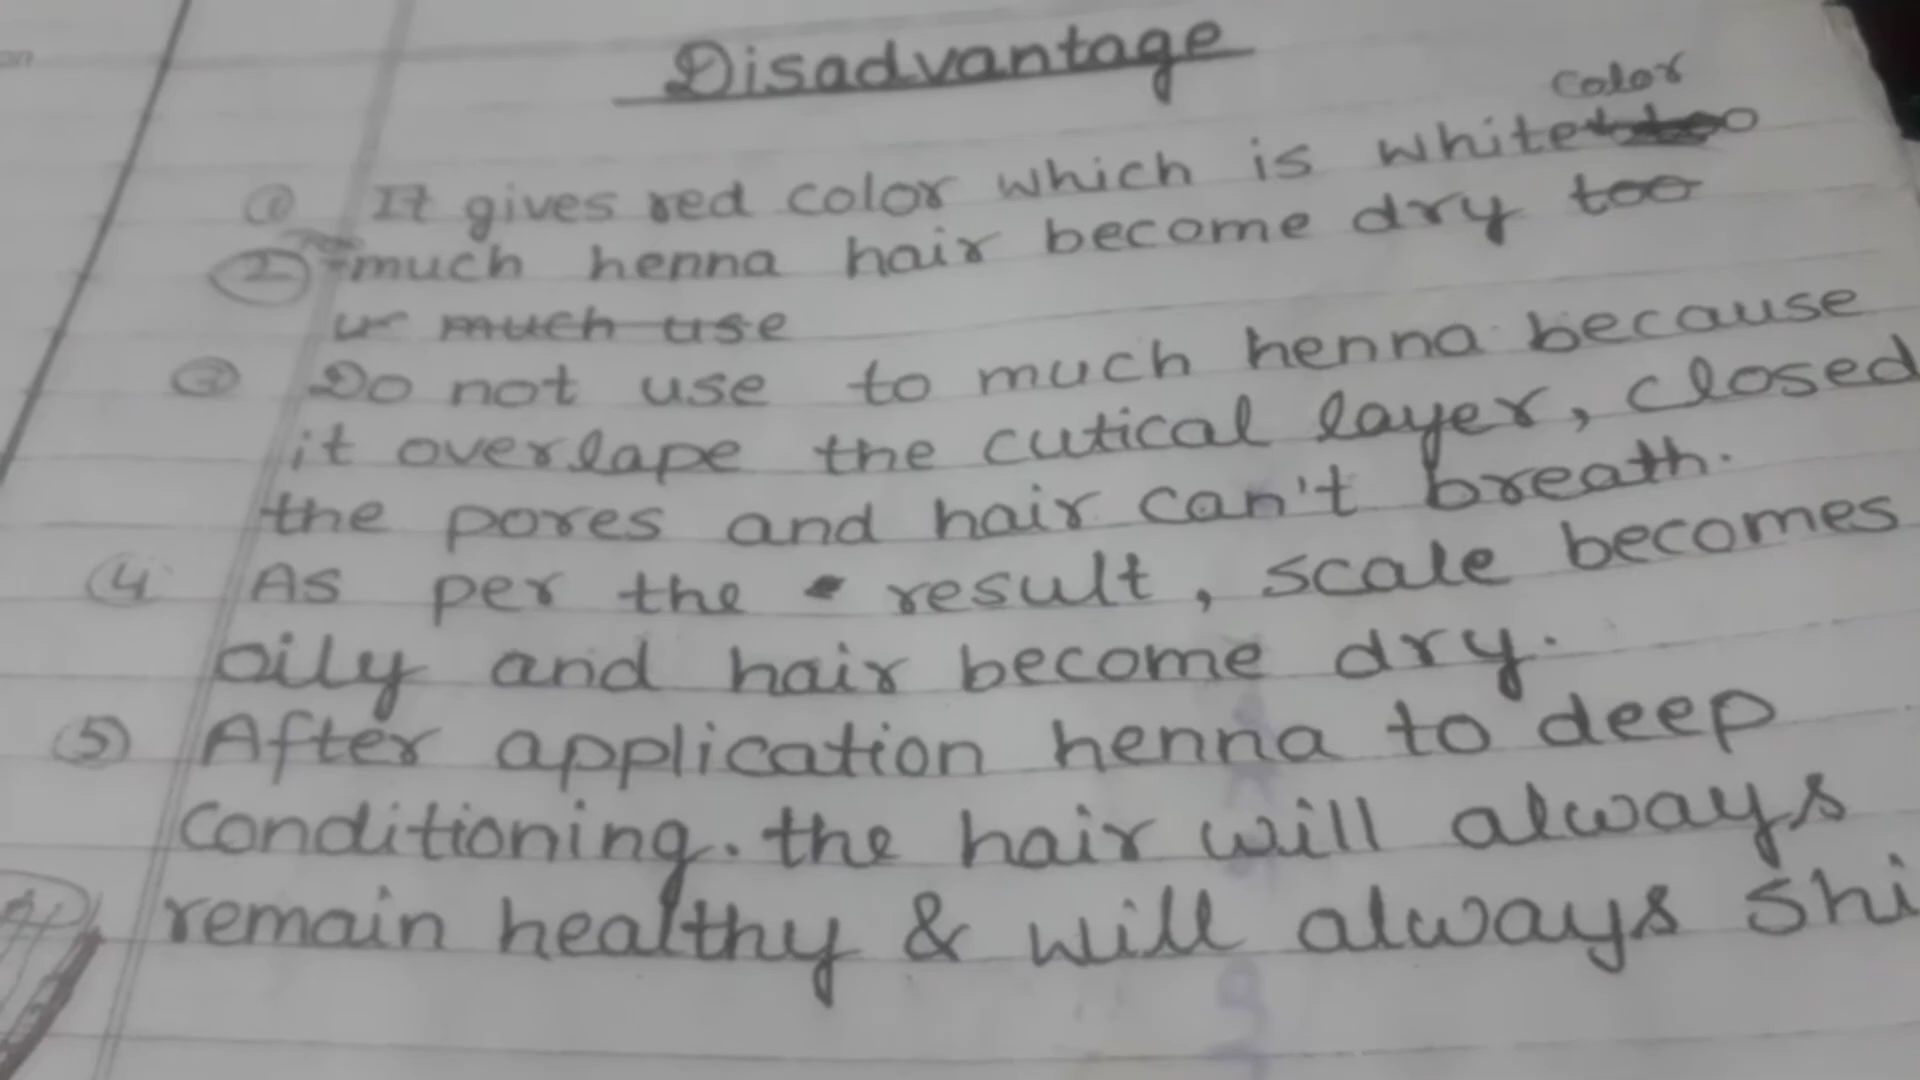 Disadvantage
color
① It gives red color which is white
② much henna hair become dry too
much use
③ Do not use to much henna because
it overlape the cutical layer, closed
the pores and hair can't breath.
④ As per the result, scale becomes
oily and hair become dry.
⑤ After application henna to deep
conditioning. the hair will always
remain healthy & will always shi